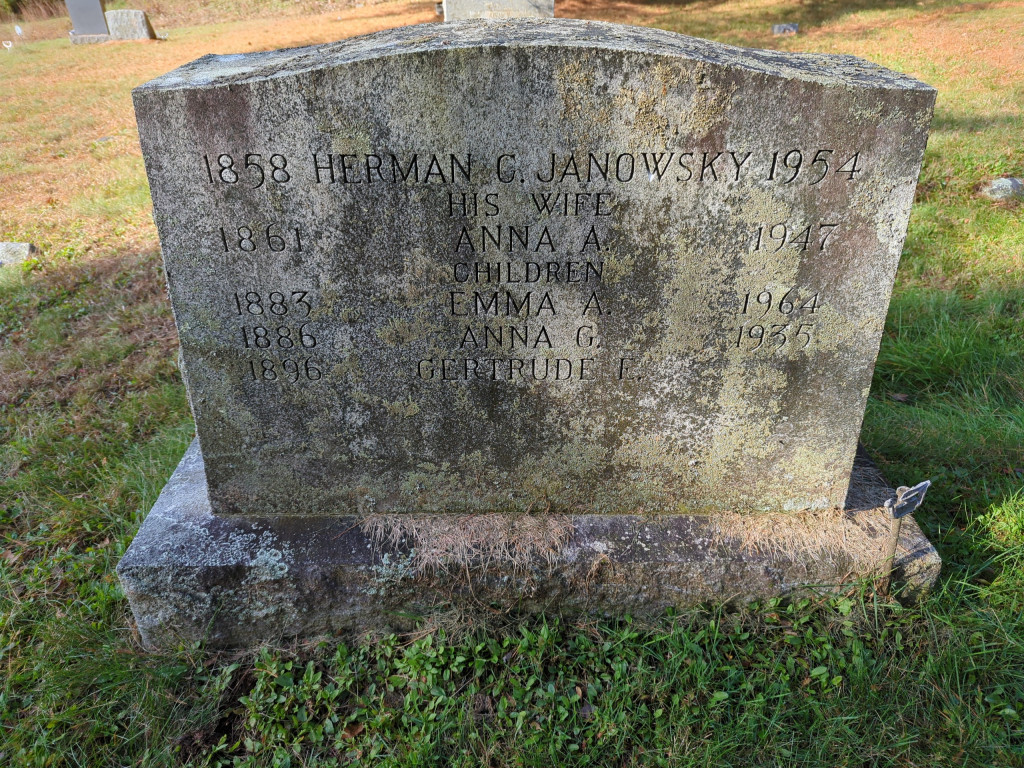 1858 HERMAN C. JANOWSKY 1954
HIS WIFE
1861 ANNA A. 1947
CHILDREN
1883 EMMA A. 1964
1886 ANNA G. 1935
1896 GERTRUDE F.